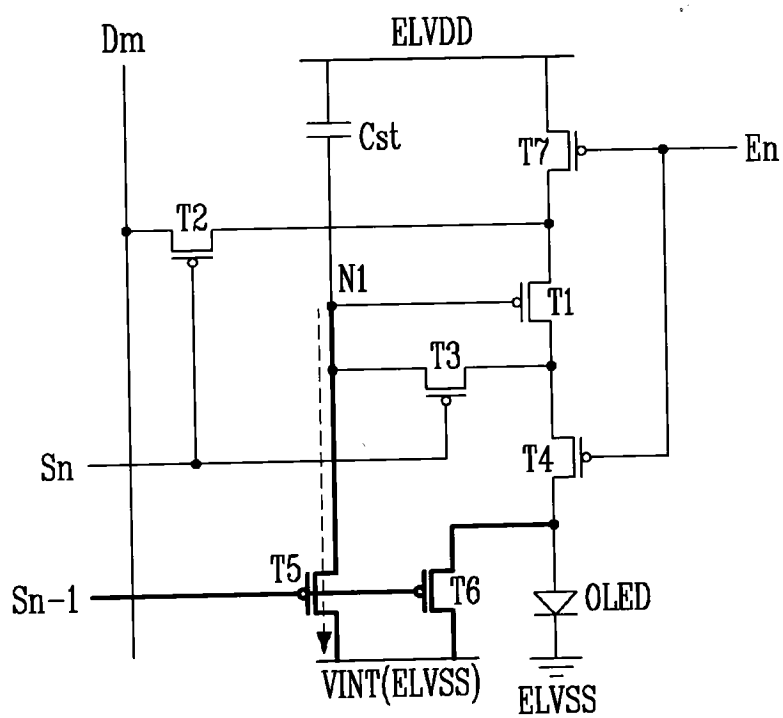 Dm
ELVDD
Cst
T7
En
T2
N1
T1
T3
Sn
T4
T5
Sn-1
T6
OLED
VINT(ELVSS)
ELVSS